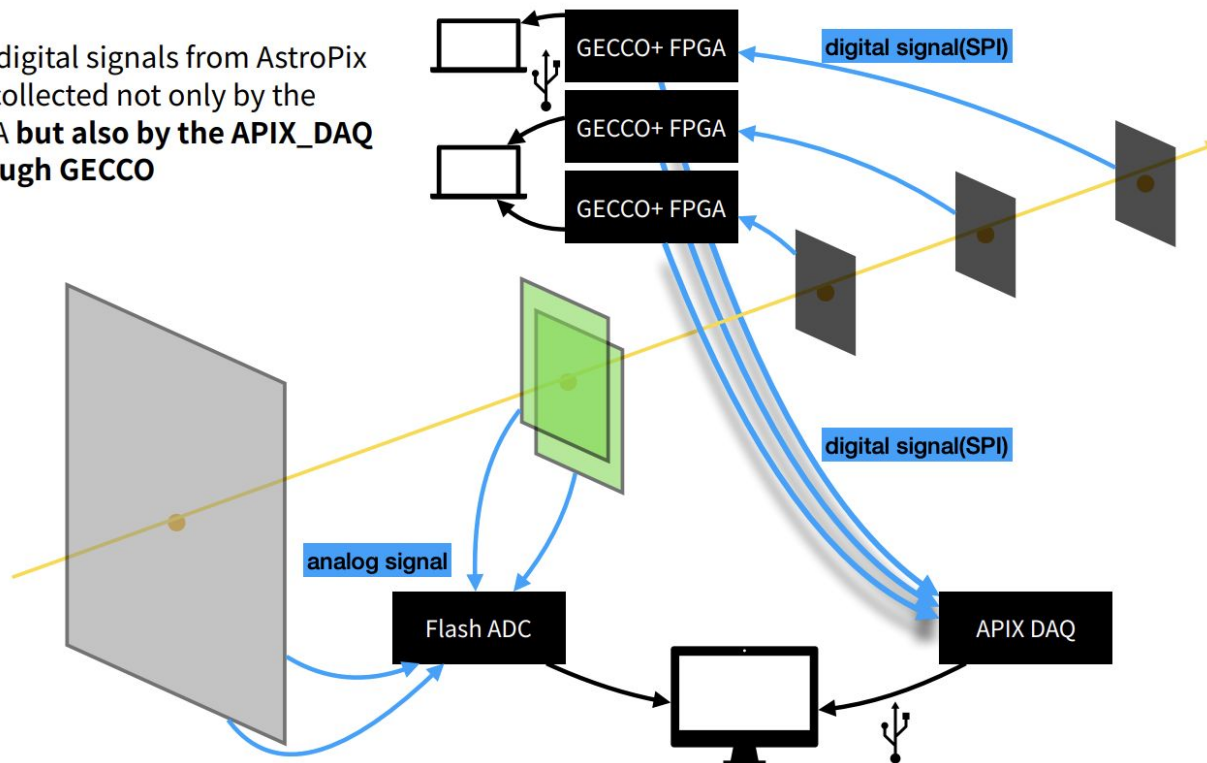 digital signals from AstroPix
collected not only by the
A but also by the APIX_DAQ
ugh GECCO
GECCO+ FPGA
GECCO+ FPGA
GECCO+ FPGA
digital signal(SPI)
digital signal(SPI)
analog signal
Flash ADC
APIX DAQ